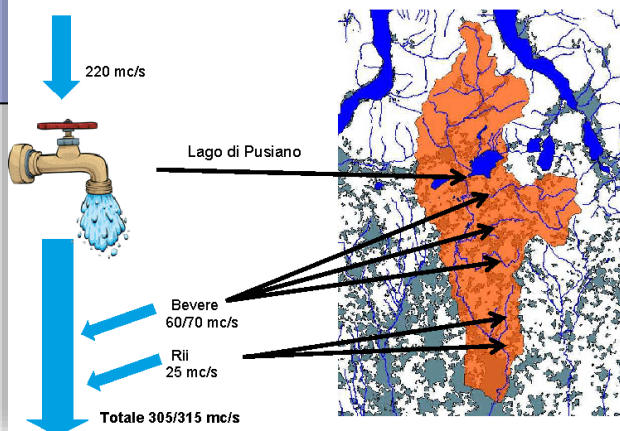 220 mc/s
Lago di Pusiano
Bevere
60/70 mc/s
Rii
25 mc/s
Totale 305/315 mc/s